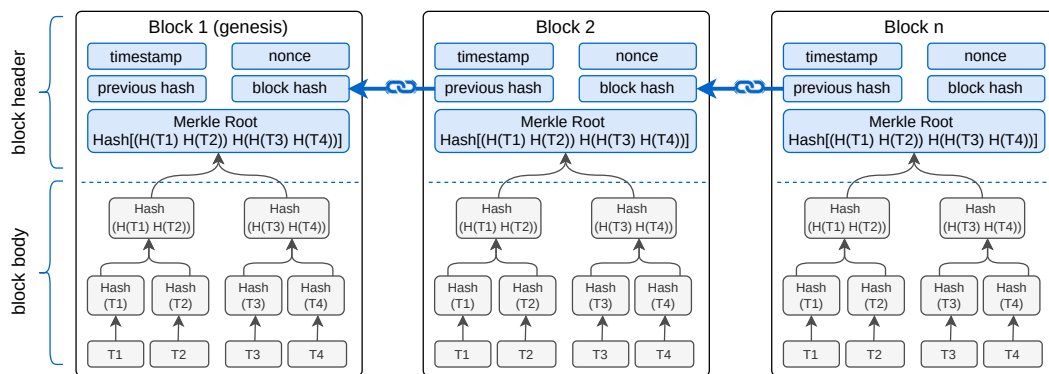 Block 1 (genesis)
Block 2
Block n
block header
timestamp
nonce
timestamp
nonce
timestamp
nonce
previous hash
block hash
previous hash
block hash
previous hash
block hash
Merkle Root
Hash[(H(T1) H(T2)) H(H(T3) H(T4))]
Merkle Root
Hash[(H(T1) H(T2)) H(H(T3) H(T4))]
Merkle Root
Hash[(H(T1) H(T2)) H(H(T3) H(T4))]
block body
Hash
(H(T1) H(T2))
Hash
(H(T3) H(T4))
Hash
(H(T1) H(T2))
Hash
(H(T3) H(T4))
Hash
(H(T1) H(T2))
Hash
(H(T3) H(T4))
Hash
(T1)
Hash
(T2)
Hash
(T3)
Hash
(T4)
Hash
(T1)
Hash
(T2)
Hash
(T3)
Hash
(T4)
Hash
(T1)
Hash
(T2)
Hash
(T3)
Hash
(T4)
T1
T2
T3
T4
T1
T2
T3
T4
T1
T2
T3
T4